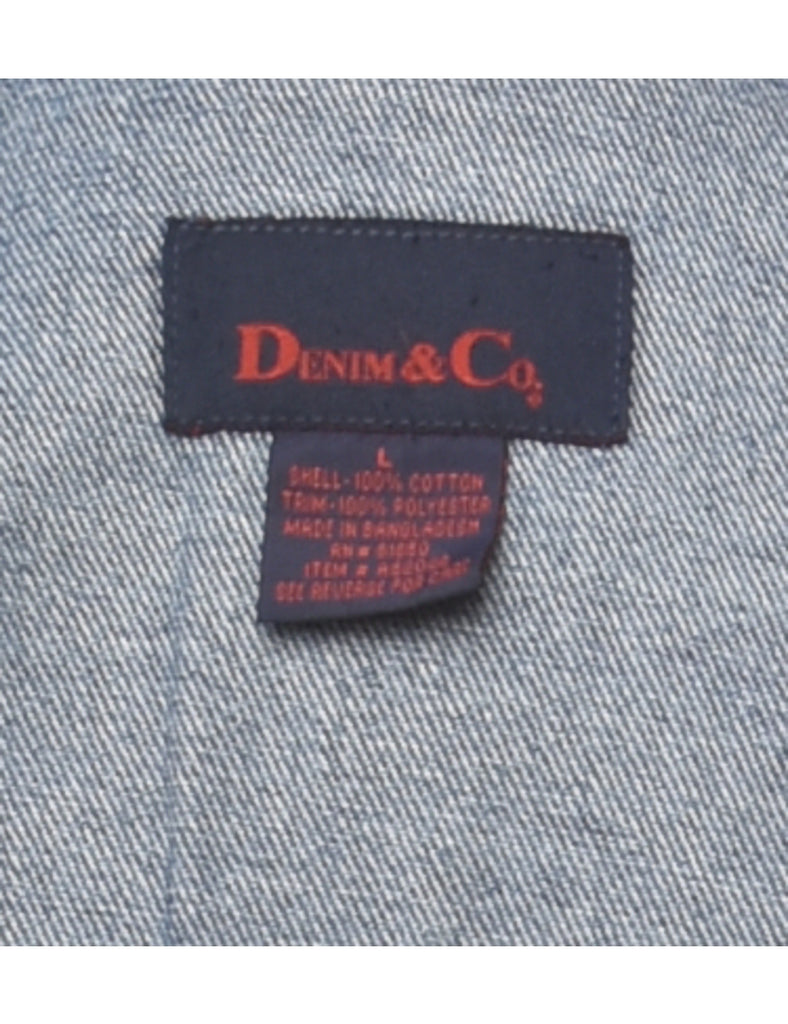 DENIM & CO.®
L
SHELL-100% COTTON
TRIM-100% POLYESTER
MADE IN BANGLADESH
RN #
ITEM #
SEE REVERSE FOR CARE